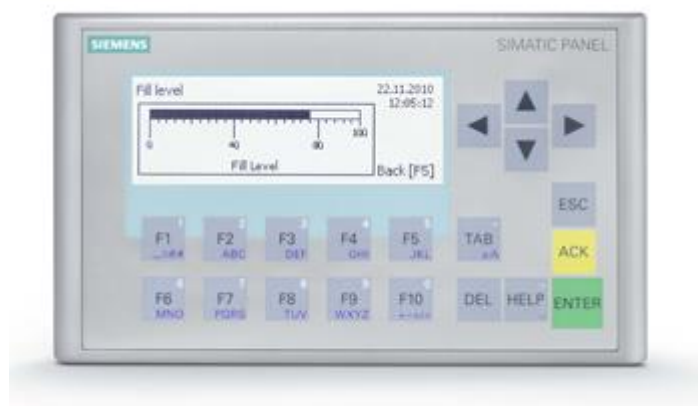 SIEMENS
SIMATIC PANEL
Fill level
22.11.2010
12:05:12
0 40 80 100
Fill Level
Back [F5]
ESC
F1
F2 ABC
F3 DEF
F4 GHI
F5 JKL
TAB
ACK
F6 MNO
F7 PQRS
F8 TUV
F9 WXYZ
F10
DEL
HELP
ENTER